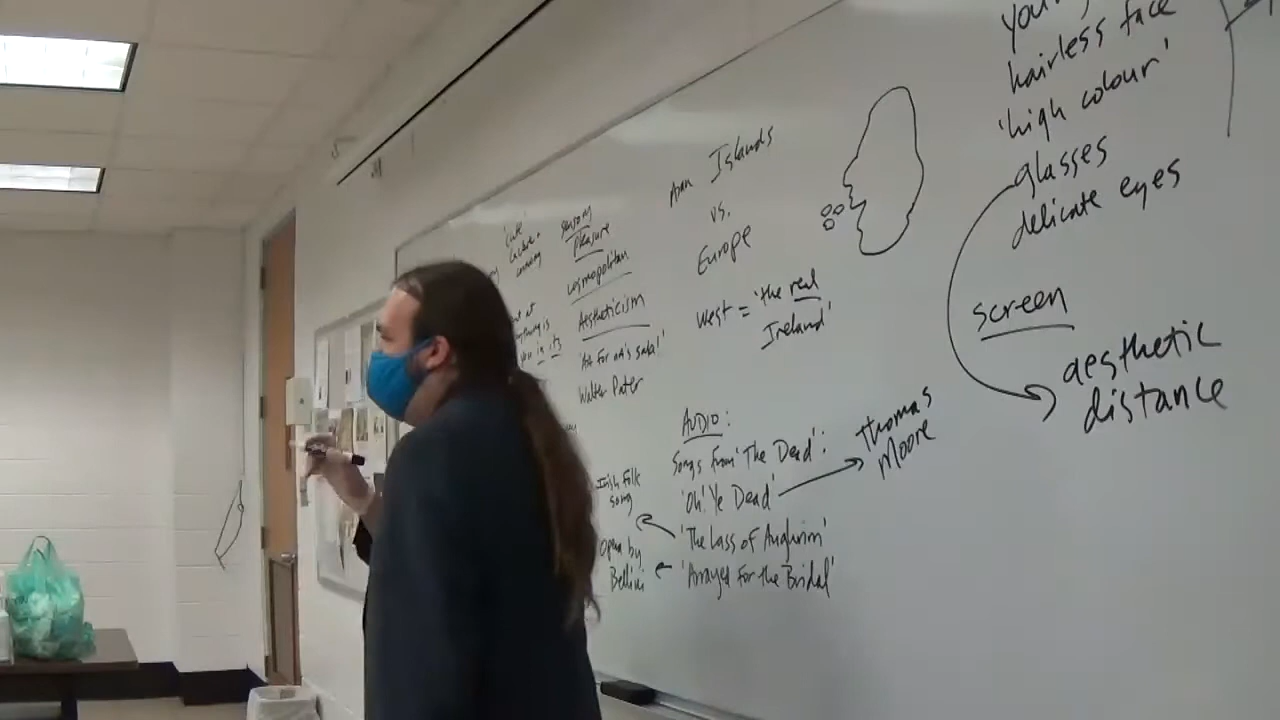 sensory
pleasure
cosmopolitan
Aestheticism
'Art for art's sake!'
Walter Pater
Irish Folk
song
Opera by
Bellini
Aran Islands
vs.
Europe
West = 'the real
Ireland'
AUDIO:
Songs from 'The Dead':
'Oh! Ye Dead'
'The Lass of Aughrim'
'Arrayed for the Bridal'
Thomas
Moore
hairless face
'high colour'
glasses
delicate eyes
screen
aesthetic
distance